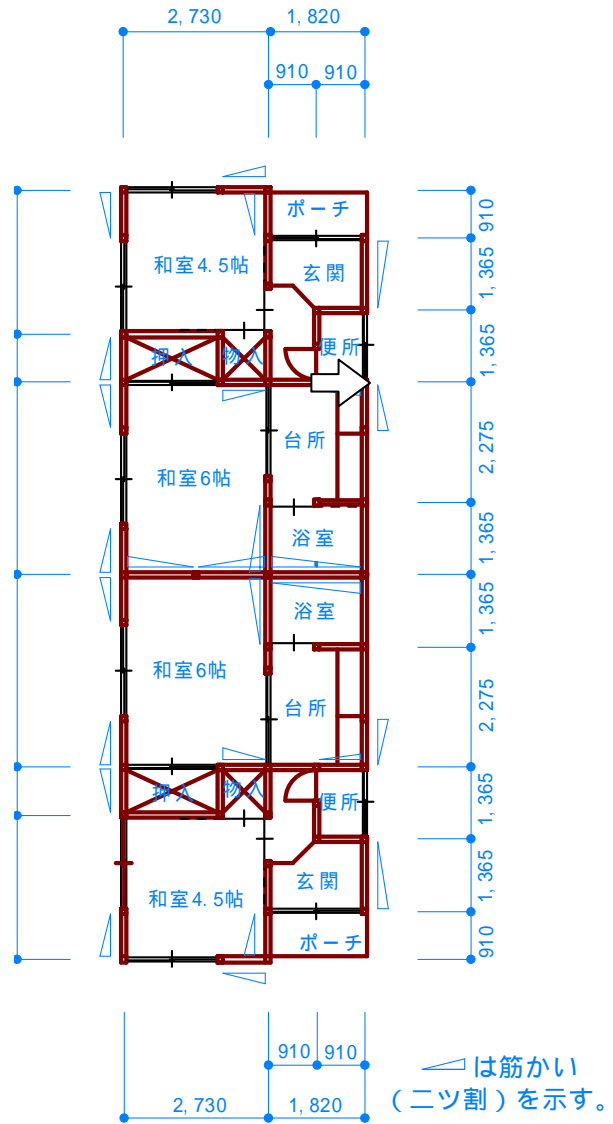 2,730
1,820
910
910
ポーチ
910
玄関
1,365
和室4.5帖
便所
1,365
押入
物入
台所
2,275
和室6帖
浴室
1,365
浴室
1,365
和室6帖
台所
2,275
押入
物入
便所
1,365
玄関
1,365
和室4.5帖
ポーチ
910
910
910
は筋かい
(二ツ割)を示す。
2,730
1,820